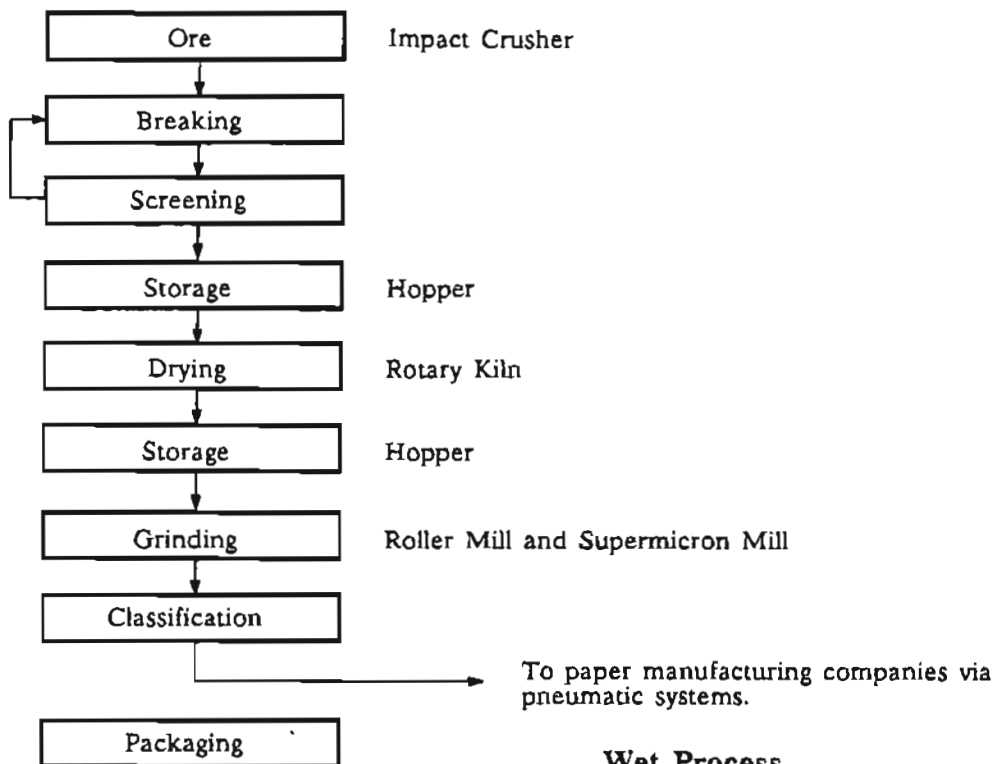 Ore Impact Crusher
Breaking
Screening
Storage Hopper
Drying Rotary Kiln
Storage Hopper
Grinding Roller Mill and Supermicron Mill
Classification
To paper manufacturing companies via
pneumatic systems.
Packaging
Wet Process